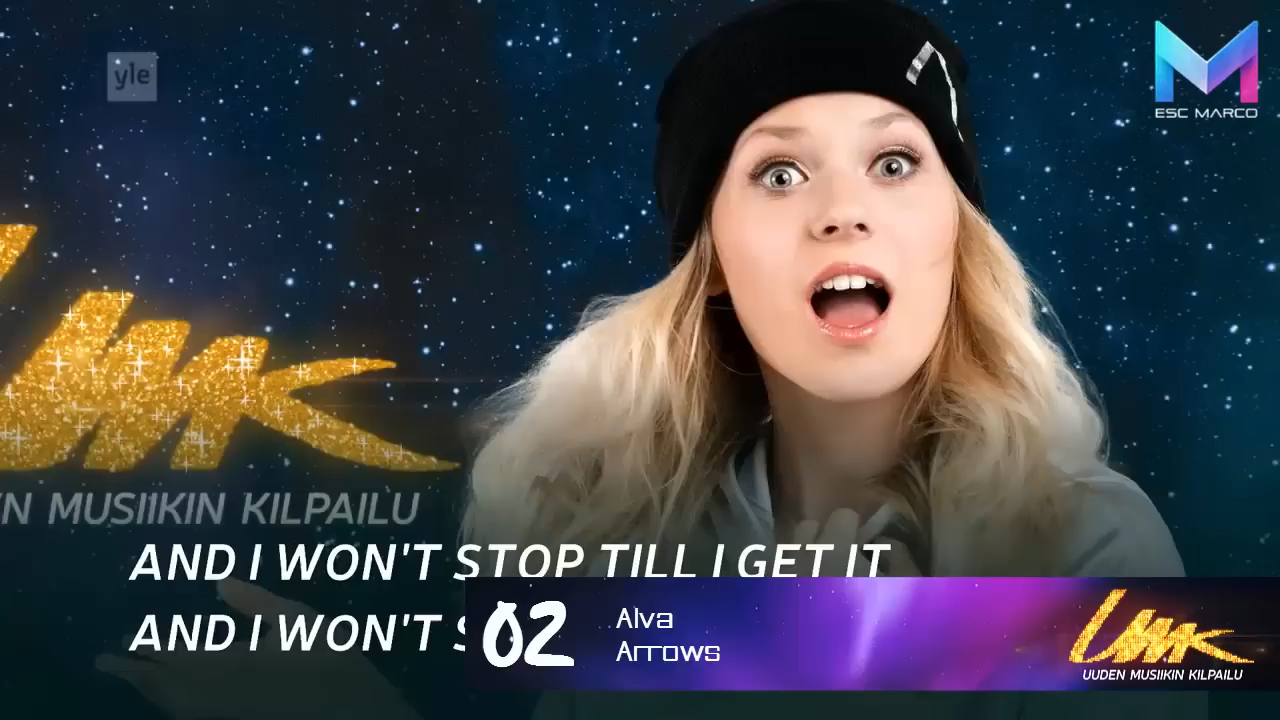 yle
ESC MARCO
UMK
N MUSIIKIN KILPAILU
AND I WON'T STOP TILL I GET IT
AND I WON'T S
02
Alva
Arrows
UMK
UUDEN MUSIIKIN KILPAILU